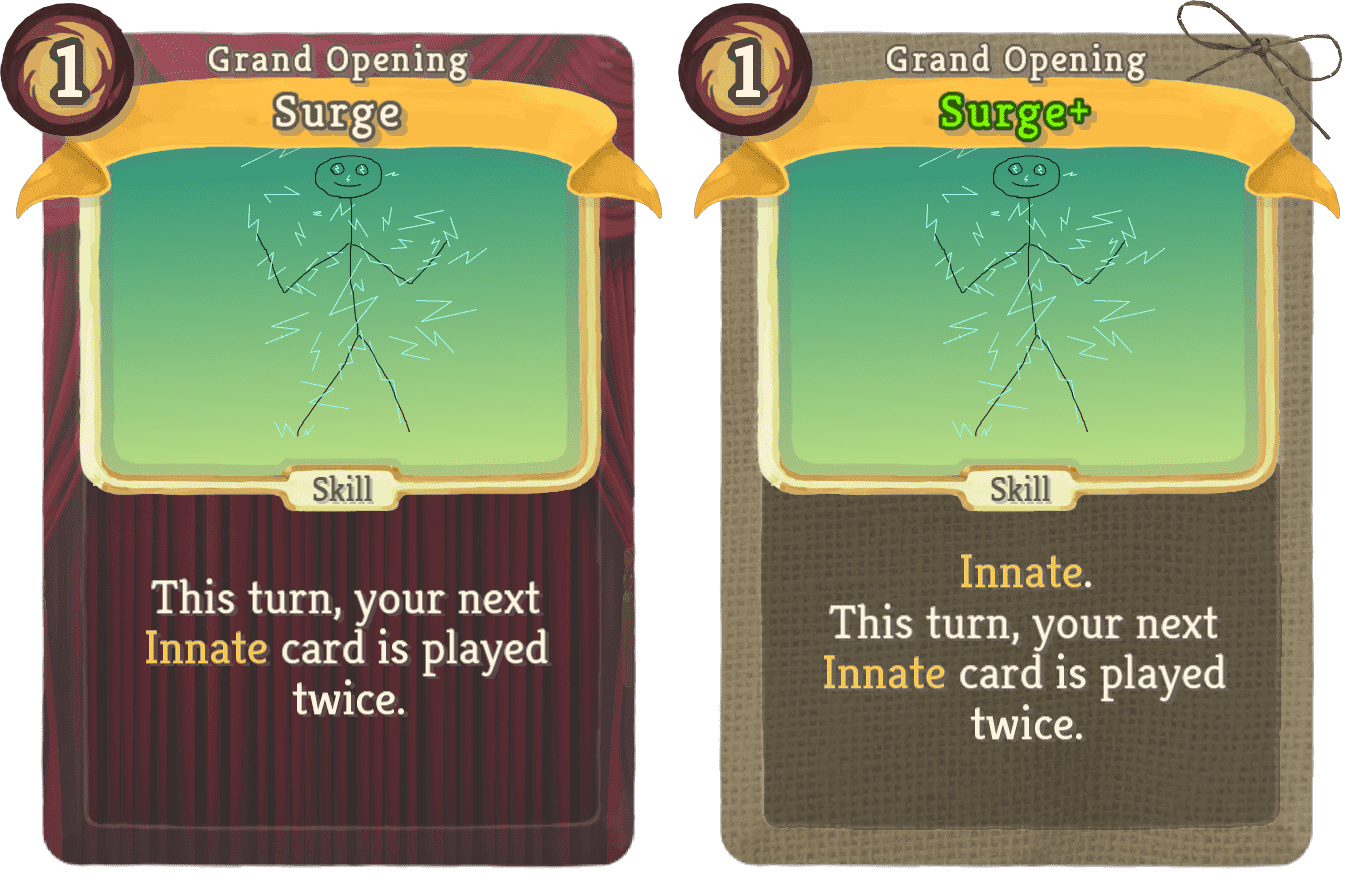 1
Grand Opening
Surge
Skill
This turn, your next
Innate card is played
twice.
1
Grand Opening
Surge+
Skill
Innate.
This turn, your next
Innate card is played
twice.